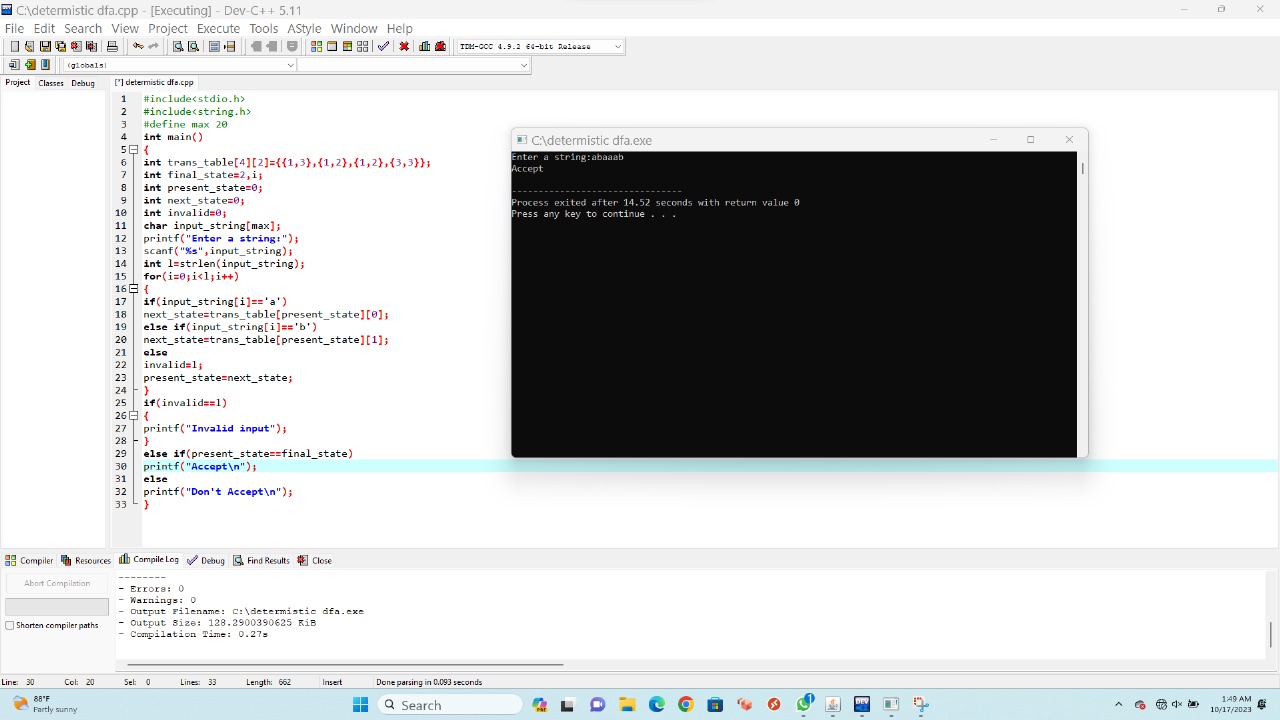 C:\determistic dfa.cpp - [Executing] - Dev-C++ 5.11
File Edit Search View Project Execute Tools AStyle Window Help
TDM-GCC 4.9.2 64-bit Release
(globals)
Project Classes Debug [*] determistic dfa.cpp
1 #include<stdio.h>
2 #include<string.h>
3 #define max 20
4 int main()
5 {
6 int trans_table[4][2]={{1,3},{1,2},{1,2},{3,3}};
7 int final_state=2,i;
8 int present_state=0;
9 int next_state=0;
10 int invalid=0;
11 char input_string[max];
12 printf("Enter a string:");
13 scanf("%s",input_string);
14 int l=strlen(input_string);
15 for(i=0;i<l;i++)
16 {
17 if(input_string[i]=='a')
18 next_state=trans_table[present_state][0];
19 else if(input_string[i]=='b')
20 next_state=trans_table[present_state][1];
21 else
22 invalid=l;
23 present_state=next_state;
24 }
25 if(invalid==l)
26 {
27 printf("Invalid input");
28 }
29 else if(present_state==final_state)
30 printf("Accept\n");
31 else
32 printf("Don't Accept\n");
33 }
C:\determistic dfa.exe
Enter a string:abaaab
Accept
--------------------------------
Process exited after 14.52 seconds with return value 0
Press any key to continue . . .
Compiler Resources Compile Log Debug Find Results Close
Abort Compilation
Shorten compiler paths
--------
- Errors: 0
- Warnings: 0
- Output Filename: C:\determistic dfa.exe
- Output Size: 128.2900390625 KiB
- Compilation Time: 0.27s
Line: 30 Col: 20 Sel: 0 Lines: 33 Length: 662 Insert Done parsing in 0.093 seconds
88°F
Partly sunny
Search
PRE
1
DEV
1:49 AM
10/17/2023